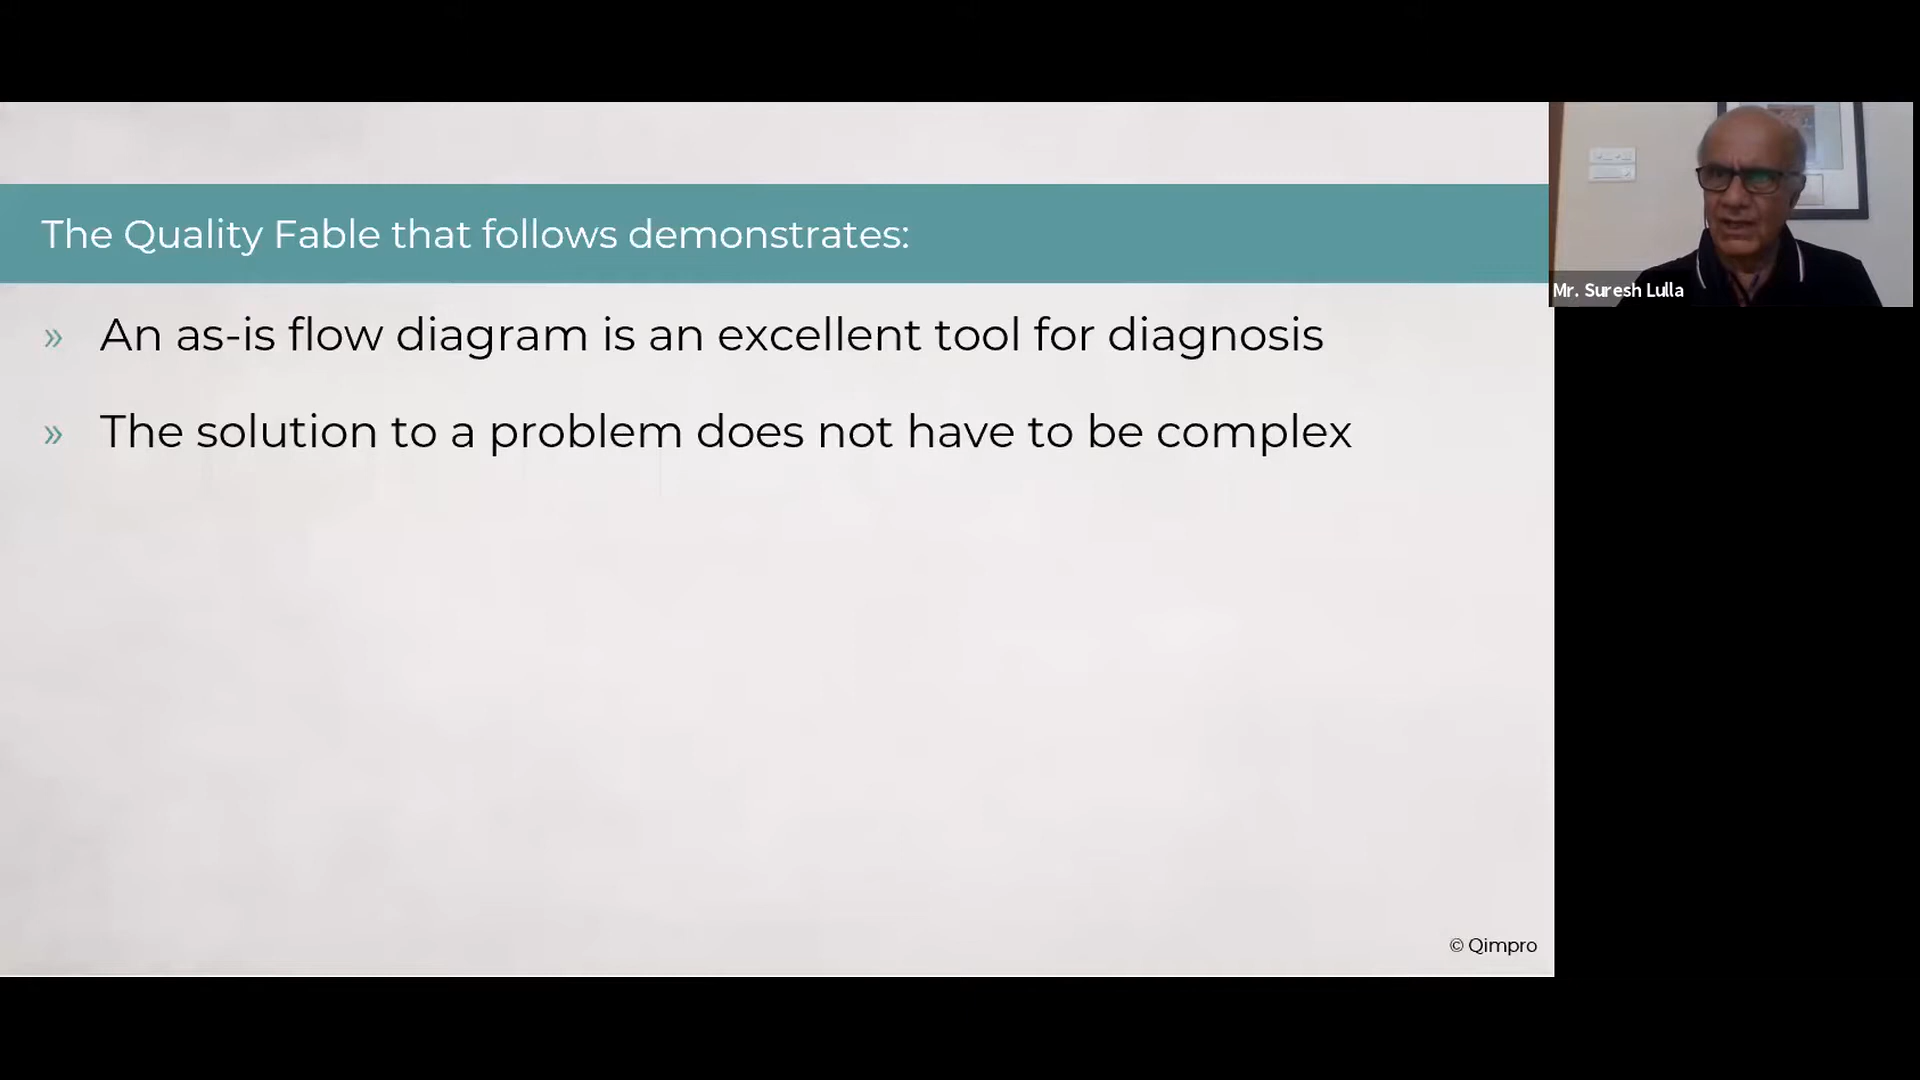 The Quality Fable that follows demonstrates:
» An as-is flow diagram is an excellent tool for diagnosis
» The solution to a problem does not have to be complex
Mr. Suresh Lulla
© Qimpro